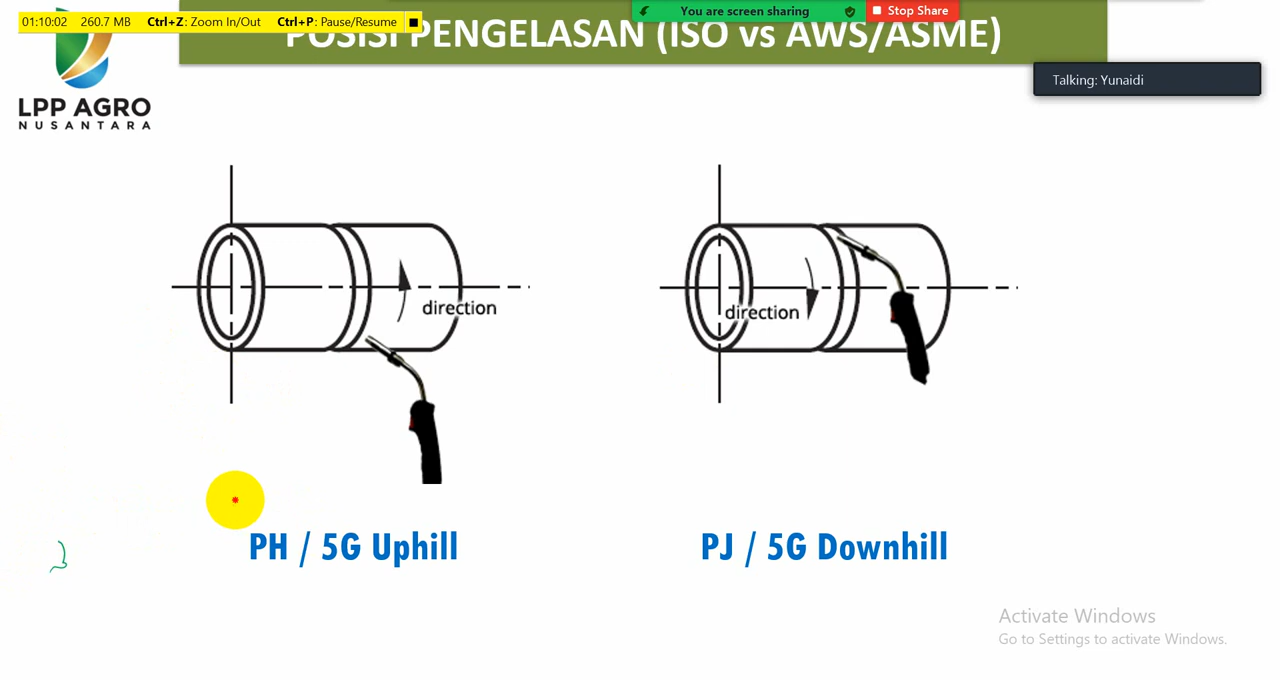 01:10:02 260.7 MB Ctrl+Z: Zoom In/Out Ctrl+P: Pause/Resume
You are screen sharing Stop Share
POSISI PENGELASAN (ISO vs AWS/ASME)
Talking: Yunaidi
LPP AGRO
NUSANTARA
direction
direction
PH / 5G Uphill
PJ / 5G Downhill
Activate Windows
Go to Settings to activate Windows.